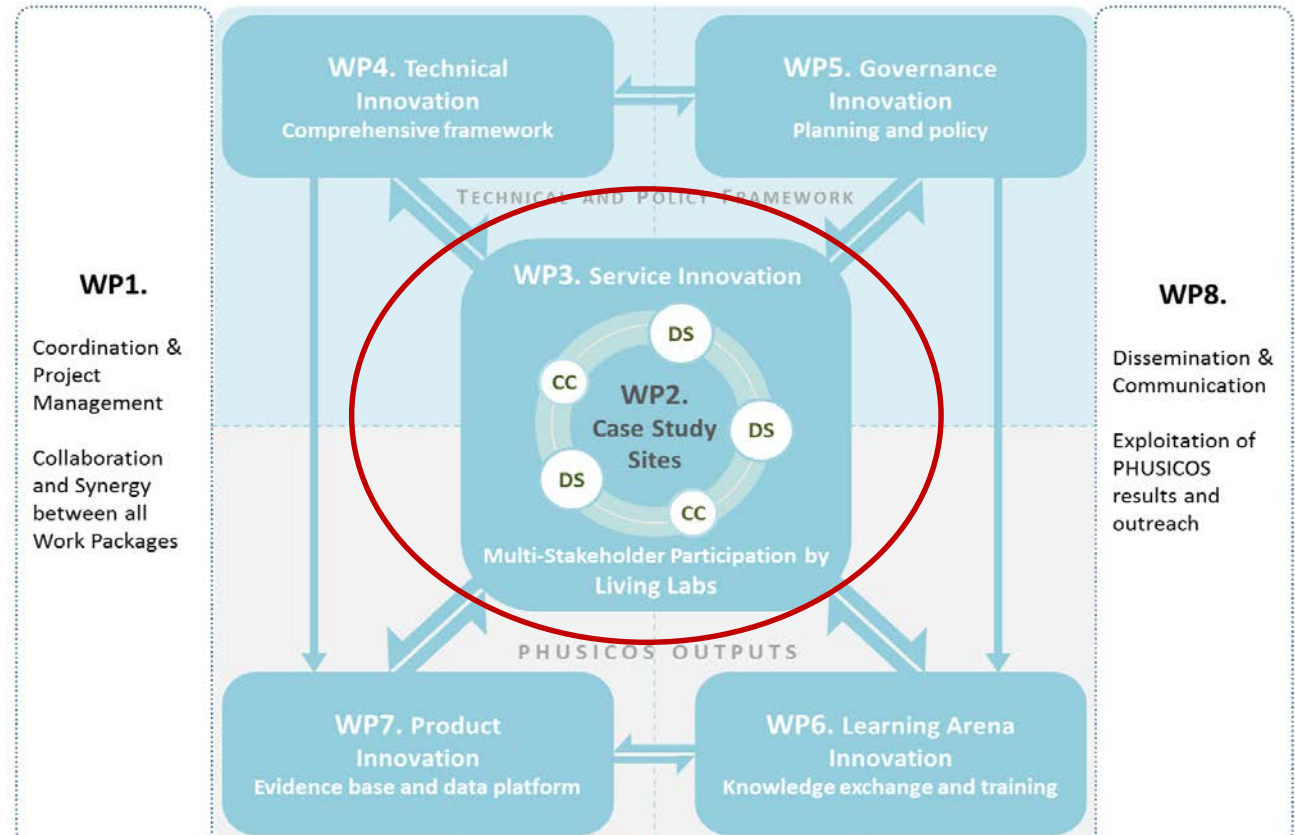 WP1.
Coordination &
Project
Management
Collaboration
and Synergy
between all
Work Packages
WP4. Technical
Innovation
Comprehensive framework
WP5. Governance
Innovation
Planning and policy
TECHNICAL AND POLICY FRAMEWORK
WP3. Service Innovation
DS
CC
WP2.
Case Study
Sites
DS
DS
CC
Multi-Stakeholder Participation by
Living Labs
PHUSICOS OUTPUTS
WP7. Product
Innovation
Evidence base and data platform
WP6. Learning Arena
Innovation
Knowledge exchange and training
WP8.
Dissemination &
Communication
Exploitation of
PHUSICOS
results and
outreach